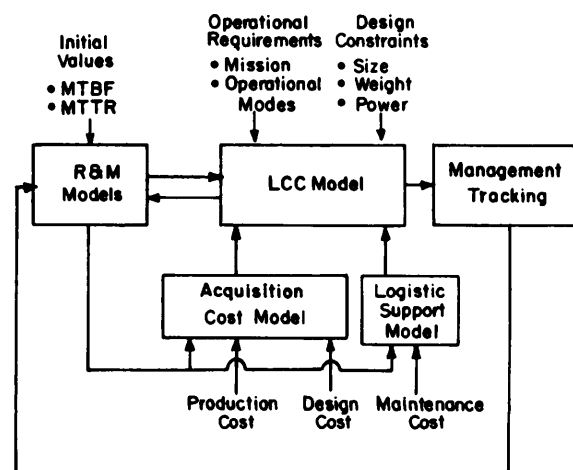 Initial
Values
• MTBF
• MTTR
Operational
Requirements
• Mission
• Operational
Modes
Design
Constraints
• Size
• Weight
• Power
R&M
Models
LCC Model
Management
Tracking
Acquisition
Cost Model
Logistic
Support
Model
Production
Cost
Design
Cost
Maintenance
Cost